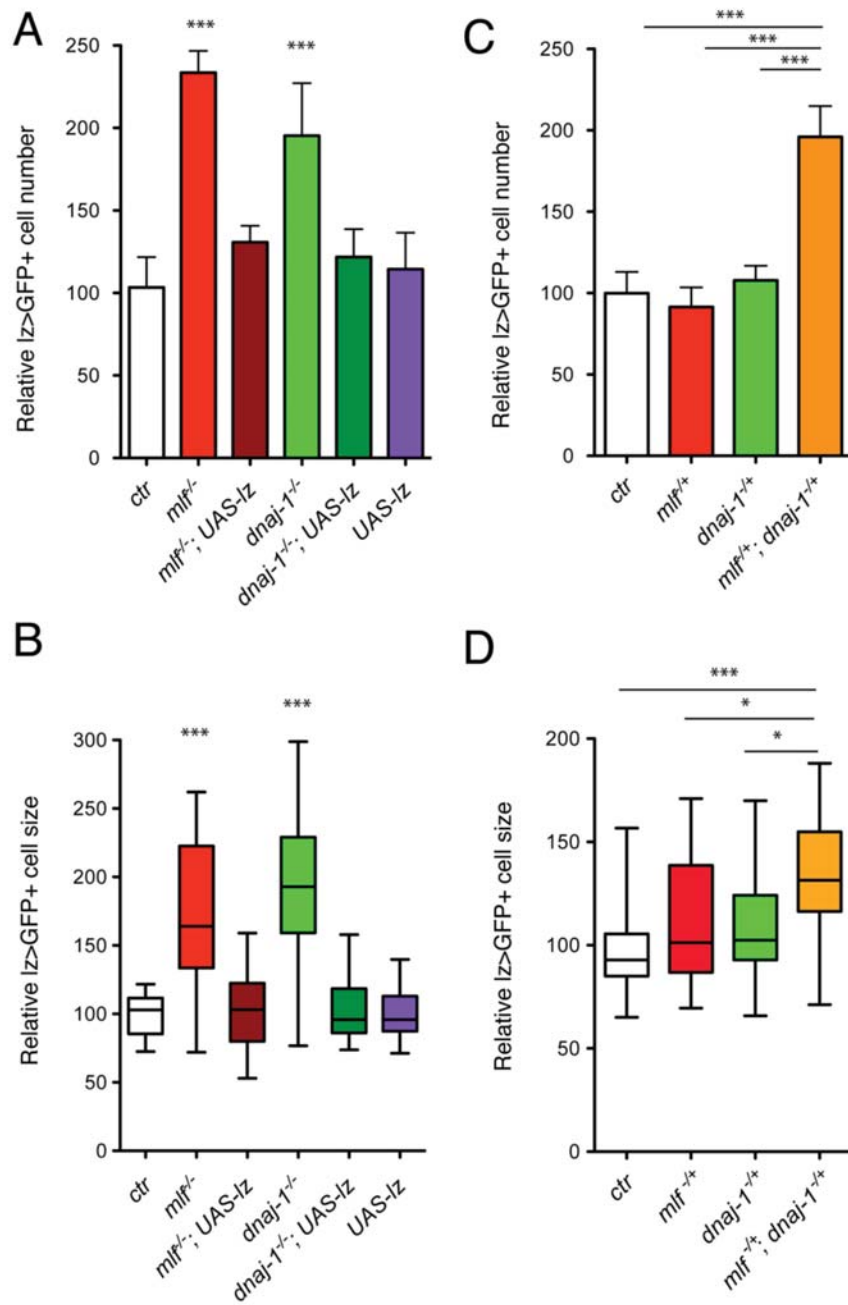 A
***
***
Relative lz>GFP+ cell number
250
200
150
100
50
0
ctr
mlf-/-
mlf-/-; UAS-lz
dnaj-1-/-
dnaj-1-/-; UAS-lz
UAS-lz
C
***
***
***
Relative lz>GFP+ cell number
250
200
150
100
50
0
ctr
mlf-/+
dnaj-1-/+
mlf-/+; dnaj-1-/+
B
***
***
Relative lz>GFP+ cell size
300
250
200
150
100
50
0
ctr
mlf-/-
mlf-/-; UAS-lz
dnaj-1-/-
dnaj-1-/-; UAS-lz
UAS-lz
D
***
*
*
Relative lz>GFP+ cell size
200
150
100
50
0
ctr
mlf-/+
dnaj-1-/+
mlf-/+; dnaj-1-/+